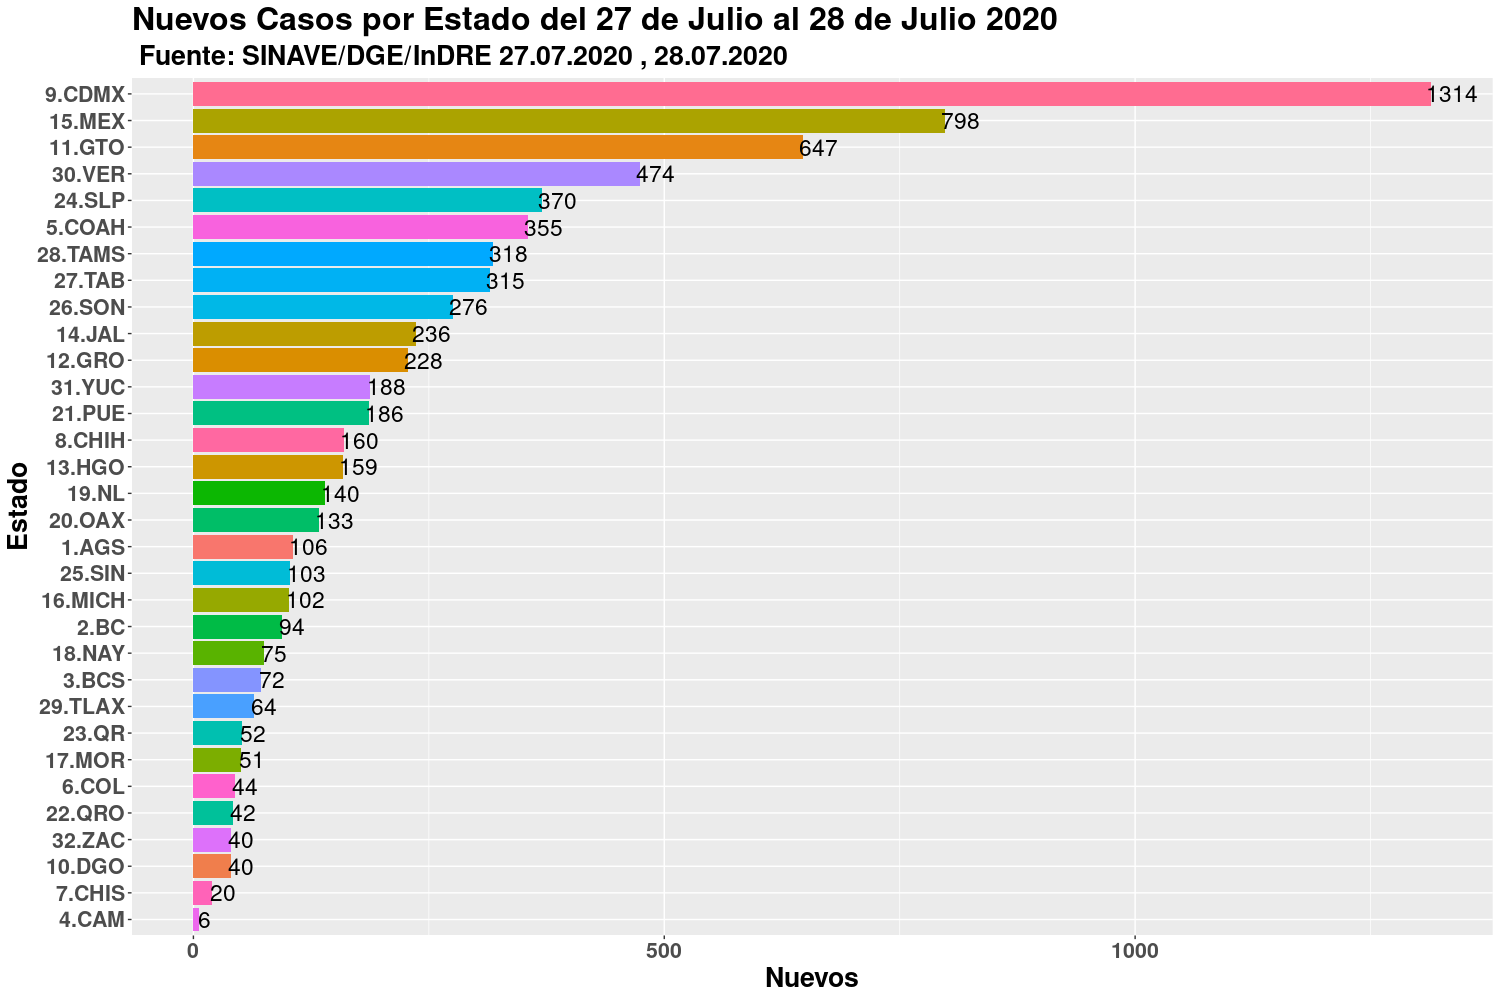 Nuevos Casos por Estado del 27 de Julio al 28 de Julio 2020
Fuente: SINAVE/DGE/InDRE 27.07.2020 , 28.07.2020
Estado
9.CDMX 1314
15.MEX 798
11.GTO 647
30.VER 474
24.SLP 370
5.COAH 355
28.TAMS 318
27.TAB 315
26.SON 276
14.JAL 236
12.GRO 228
31.YUC 188
21.PUE 186
8.CHIH 160
13.HGO 159
19.NL 140
20.OAX 133
1.AGS 106
25.SIN 103
16.MICH 102
2.BC 94
18.NAY 75
3.BCS 72
29.TLAX 64
23.QR 52
17.MOR 51
6.COL 44
22.QRO 42
32.ZAC 40
10.DGO 40
7.CHIS 20
4.CAM 6
0 500 1000
Nuevos